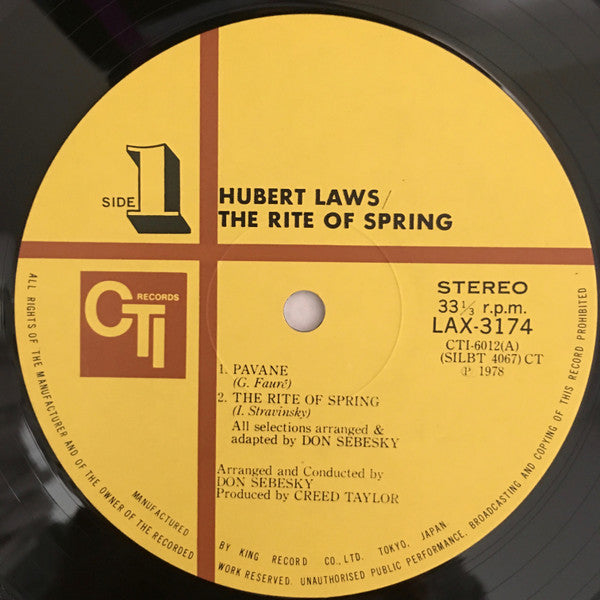 SIDE 1
HUBERT LAWS/
THE RITE OF SPRING
CTI RECORDS
STEREO
33 1/3 r.p.m.
LAX-3174
CTI-6012(A)
(SILBT 4067) CT
℗ 1978
1. PAVANE
(G. Fauré)
2. THE RITE OF SPRING
(I. Stravinsky)
All selections arranged &
adapted by DON SEBESKY
Arranged and Conducted by
DON SEBESKY
Produced by CREED TAYLOR
MANUFACTURED BY KING RECORD CO., LTD. TOKYO, JAPAN.
ALL RIGHTS OF THE MANUFACTURER AND OF THE OWNER OF THE RECORDED WORK RESERVED. UNAUTHORISED PUBLIC PERFORMANCE, BROADCASTING AND COPYING OF THIS RECORD PROHIBITED